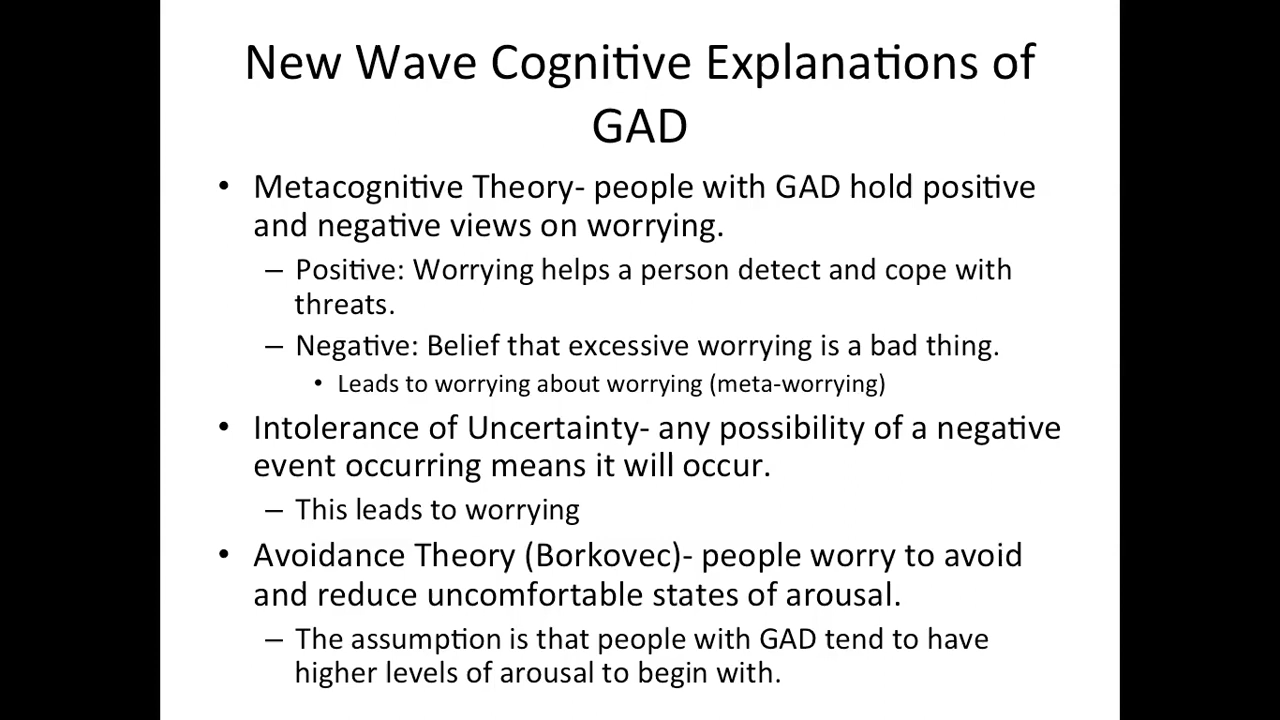 New Wave Cognitive Explanations of
GAD
• Metacognitive Theory- people with GAD hold positive
and negative views on worrying.
– Positive: Worrying helps a person detect and cope with
threats.
– Negative: Belief that excessive worrying is a bad thing.
• Leads to worrying about worrying (meta-worrying)
• Intolerance of Uncertainty- any possibility of a negative
event occurring means it will occur.
– This leads to worrying
• Avoidance Theory (Borkovec)- people worry to avoid
and reduce uncomfortable states of arousal.
– The assumption is that people with GAD tend to have
higher levels of arousal to begin with.